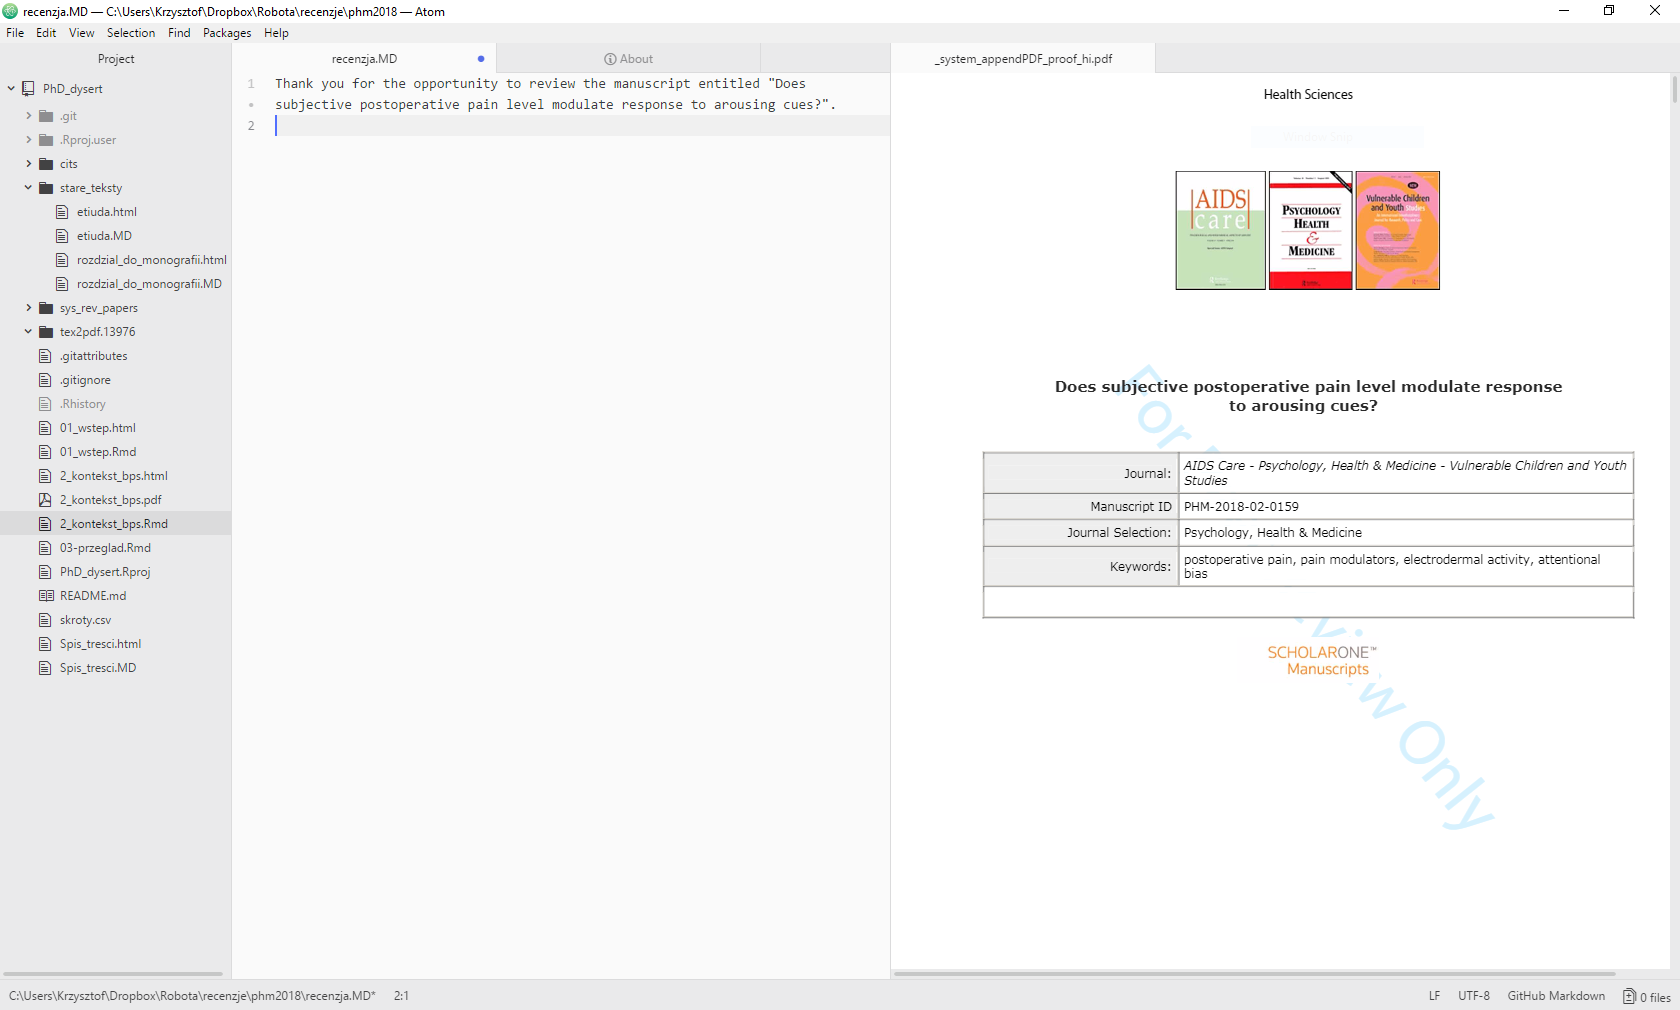 recenzja.MD — C:\Users\Krzysztof\Dropbox\Robota\recenzje\phm2018 — Atom
File Edit View Selection Find Packages Help
Project
PhD_dysert
.git
.Rproj.user
cits
stare_teksty
etiuda.html
etiuda.MD
rozdzial_do_monografii.html
rozdzial_do_monografii.MD
sys_rev_papers
tex2pdf.13976
.gitattributes
.gitignore
.Rhistory
01_wstep.html
01_wstep.Rmd
2_kontekst_bps.html
2_kontekst_bps.pdf
2_kontekst_bps.Rmd
03-przeglad.Rmd
PhD_dysert.Rproj
README.md
skroty.csv
Spis_tresci.html
Spis_tresci.MD
recenzja.MD
About
_system_appendPDF_proof_hi.pdf
1 Thank you for the opportunity to review the manuscript entitled "Does
• subjective postoperative pain level modulate response to arousing cues?".
2
Health Sciences
AIDS
care
PSYCHOLOGY
HEALTH
&
MEDICINE
Vulnerable Children
and Youth Studies
Does subjective postoperative pain level modulate response
to arousing cues?
Journal: AIDS Care - Psychology, Health & Medicine - Vulnerable Children and Youth
Studies
Manuscript ID PHM-2018-02-0159
Journal Selection: Psychology, Health & Medicine
Keywords: postoperative pain, pain modulators, electrodermal activity, attentional
bias
SCHOLARONE™
Manuscripts
For
view Only
C:\Users\Krzysztof\Dropbox\Robota\recenzje\phm2018\recenzja.MD* 2:1
LF UTF-8 GitHub Markdown 0 files